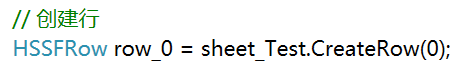 // 创建行
HSSFRow row_0 = sheet_Test.CreateRow(0);